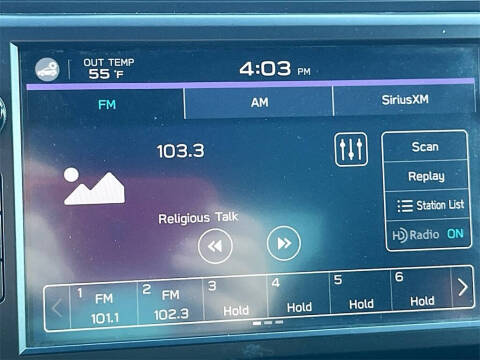 OUT TEMP
55 °F
4:03 PM
FM AM SiriusXM
103.3
Scan
Replay
Station List
HD Radio ON
Religious Talk
1 FM 101.1
2 FM 102.3
3 Hold
4 Hold
5 Hold
6 Hold